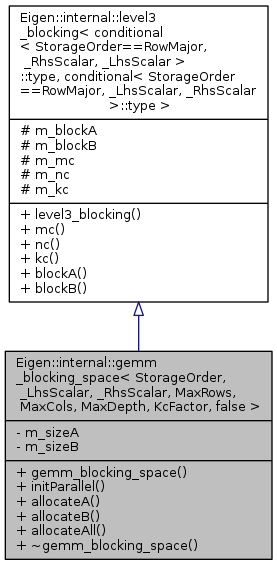 Eigen::internal::level3
_blocking< conditional
< StorageOrder==RowMajor,
_RhsScalar, _LhsScalar >
::type, conditional< StorageOrder
==RowMajor, _LhsScalar, _RhsScalar
>::type >
# m_blockA
# m_blockB
# m_mc
# m_nc
# m_kc
+ level3_blocking()
+ mc()
+ nc()
+ kc()
+ blockA()
+ blockB()
Eigen::internal::gemm
_blocking_space< StorageOrder,
_LhsScalar, _RhsScalar, MaxRows,
MaxCols, MaxDepth, KcFactor, false >
- m_sizeA
- m_sizeB
+ gemm_blocking_space()
+ initParallel()
+ allocateA()
+ allocateB()
+ allocateAll()
+ ~gemm_blocking_space()